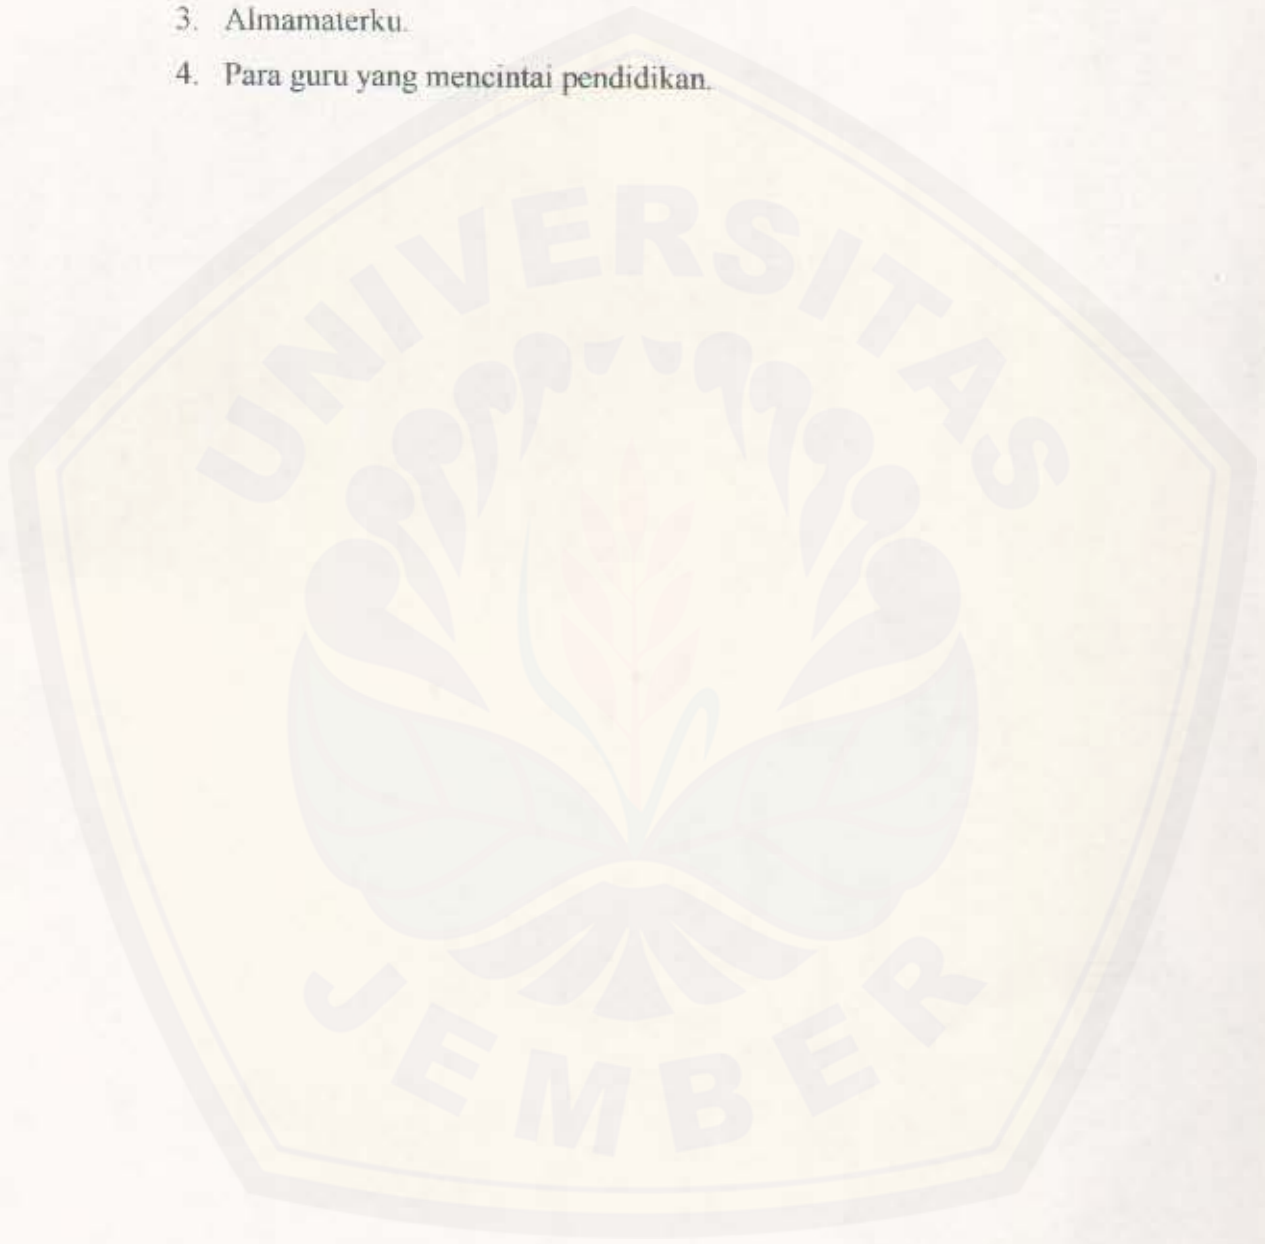 3. Almamaterku.
4. Para guru yang mencintai pendidikan.
UNIVERSITAS
JEMBER